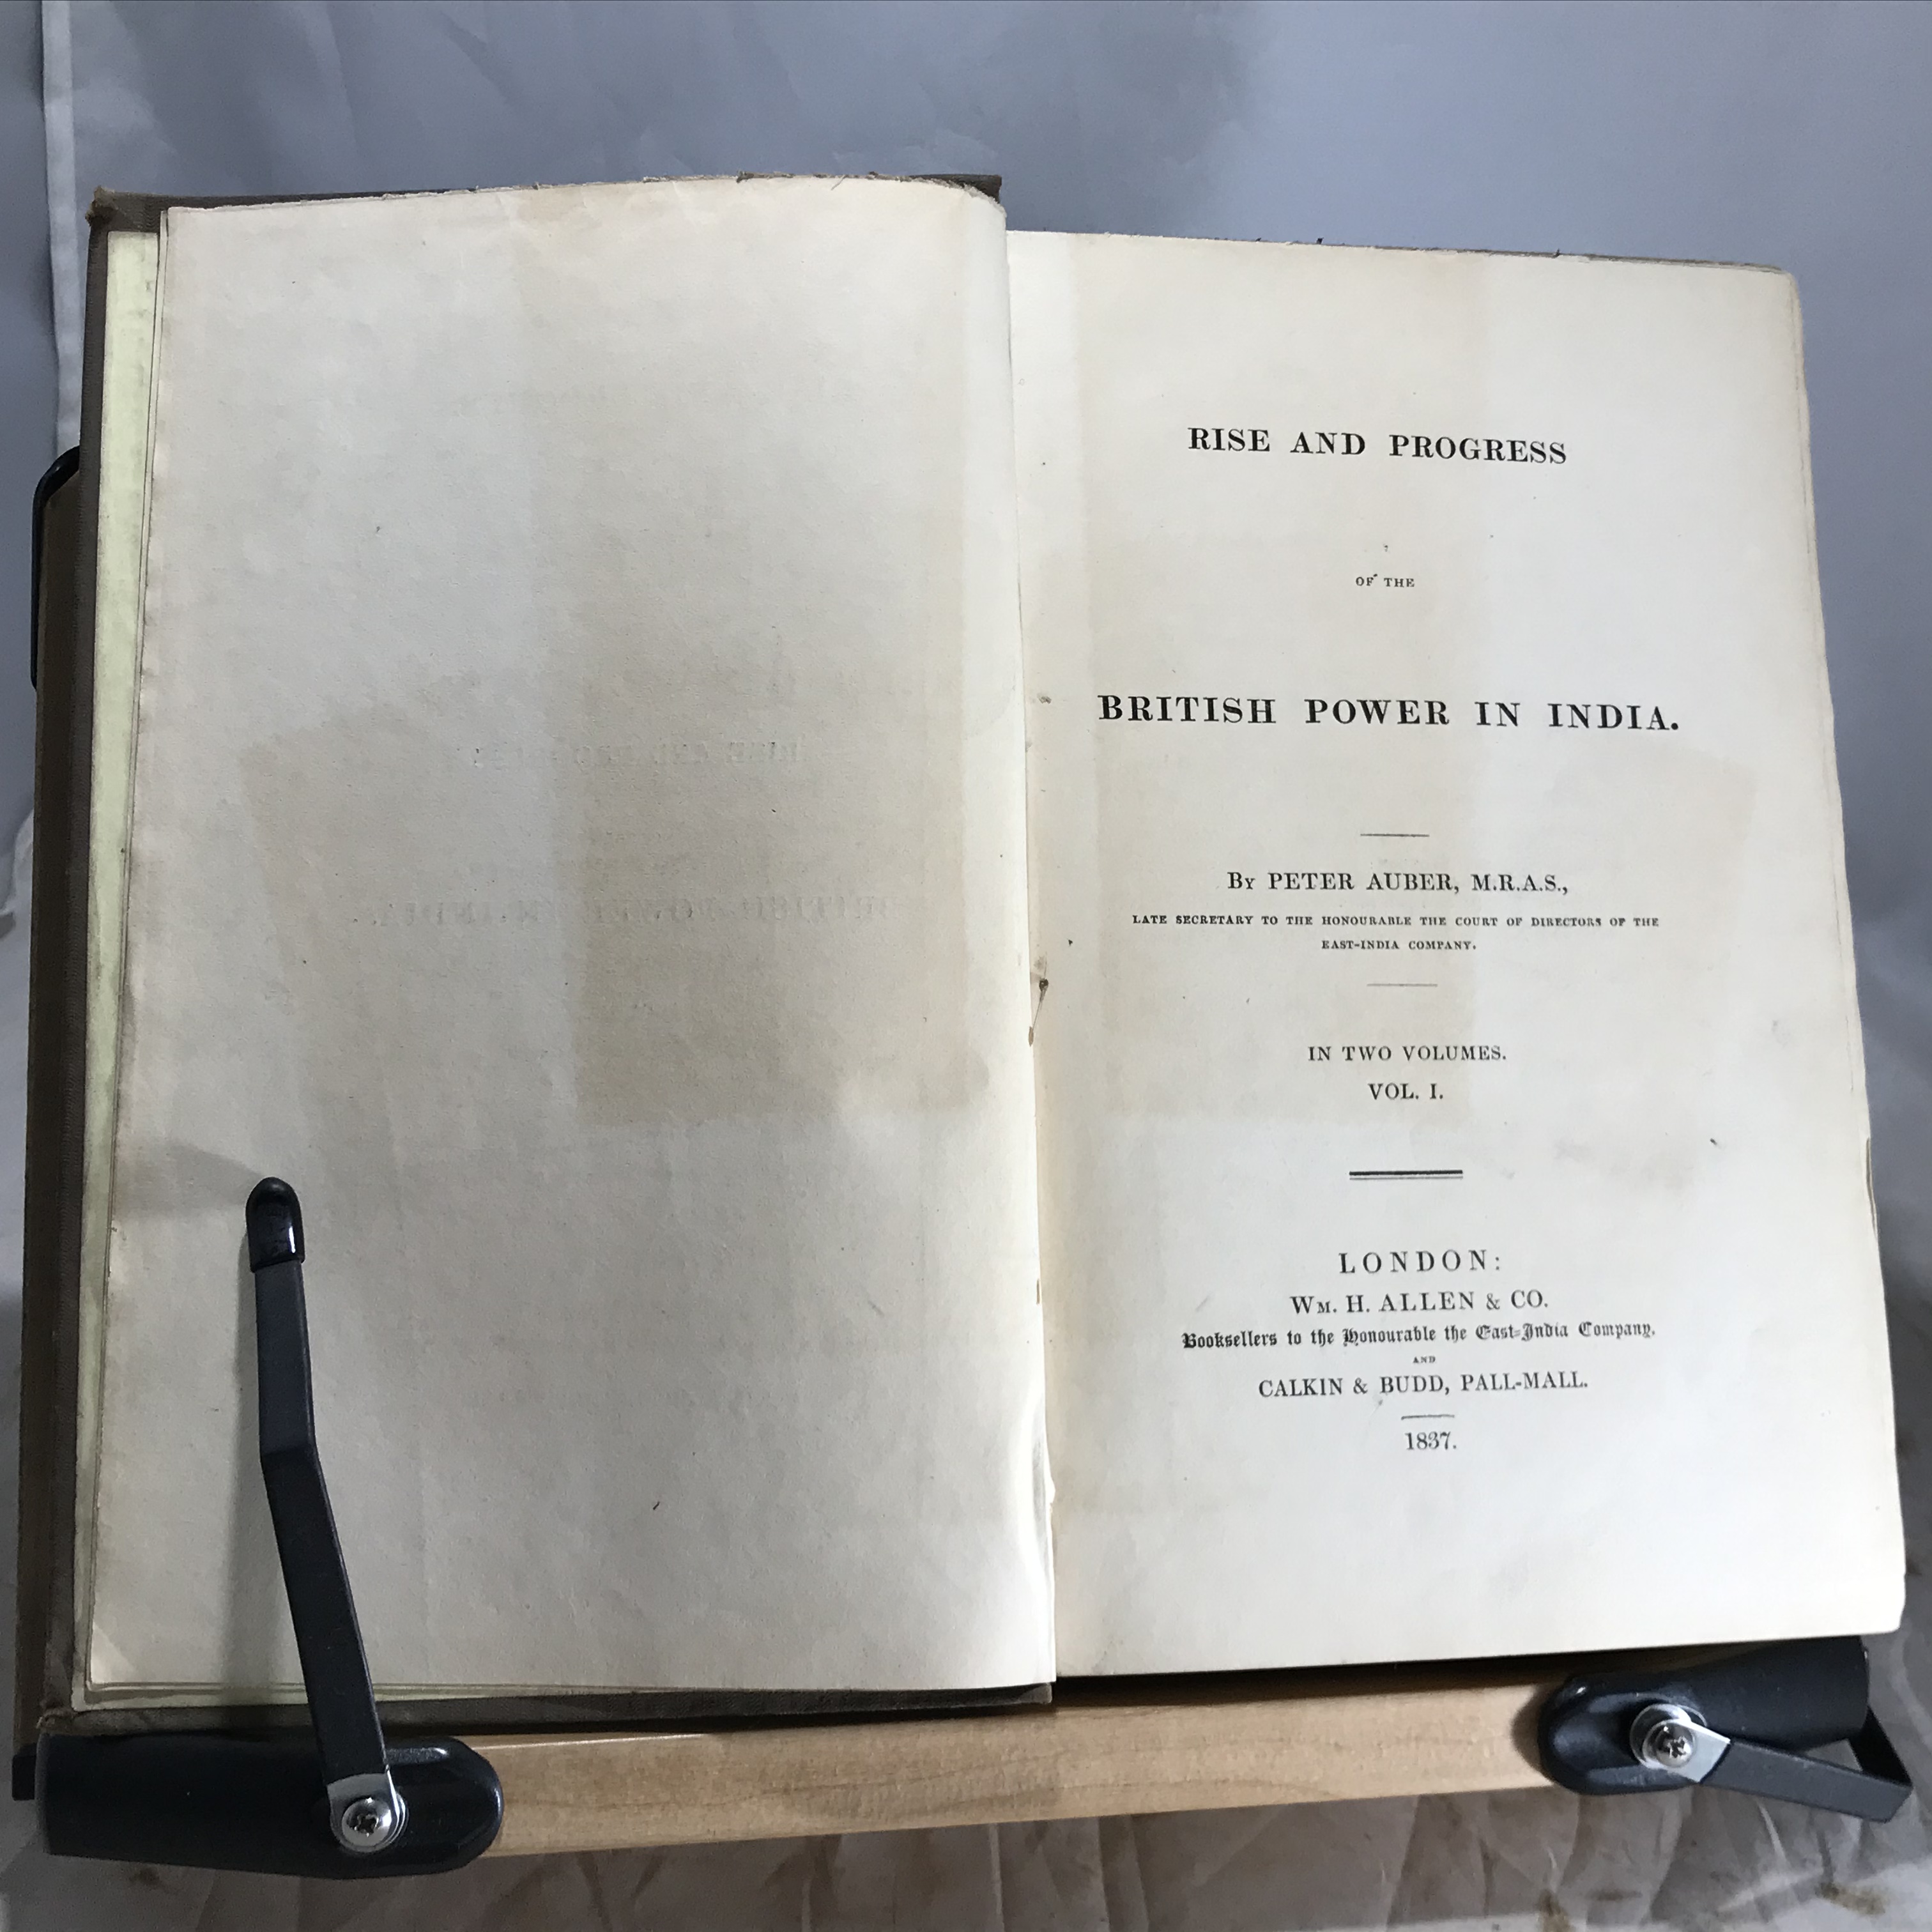 RISE AND PROGRESS
OF THE
BRITISH POWER IN INDIA.
By PETER AUBER, M.R.A.S.,
LATE SECRETARY TO THE HONOURABLE THE COURT OF DIRECTORS OF THE
EAST-INDIA COMPANY.
IN TWO VOLUMES.
VOL. I.
LONDON:
WM. H. ALLEN & CO.
Booksellers to the Honourable the East-India Company,
AND
CALKIN & BUDD, PALL-MALL.
1837.